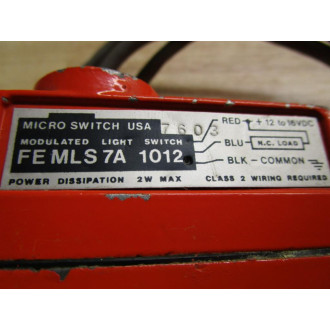 MICRO SWITCH USA 7603
MODULATED LIGHT SWITCH
FE MLS 7A 1012
POWER DISSIPATION 2W MAX
RED + 12 to 16VDC
BLU N.C. LOAD
BLK - COMMON
CLASS 2 WIRING REQUIRED